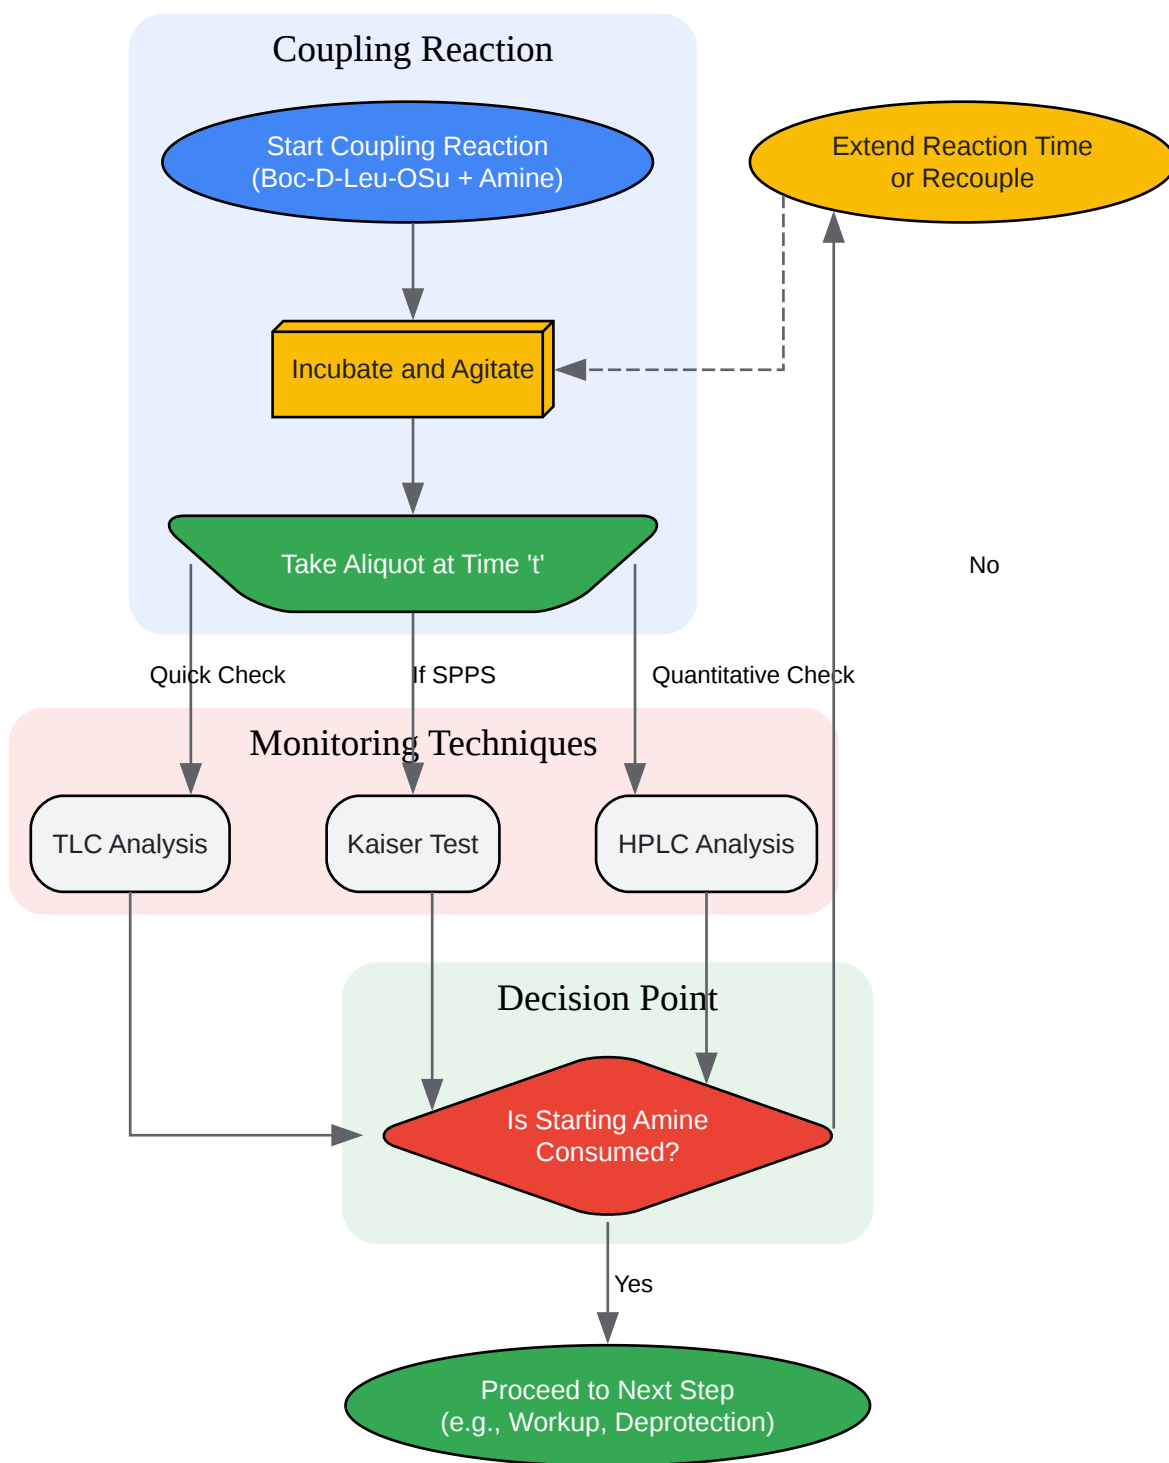 Coupling Reaction
Start Coupling Reaction
(Boc-D-Leu-OSu + Amine)
Extend Reaction Time
or Recouple
Incubate and Agitate
Take Aliquot at Time 't'
No
Quick Check
If SPPS
Quantitative Check
Monitoring Techniques
TLC Analysis
Kaiser Test
HPLC Analysis
Decision Point
Is Starting Amine
Consumed?
Yes
Proceed to Next Step
(e.g., Workup, Deprotection)